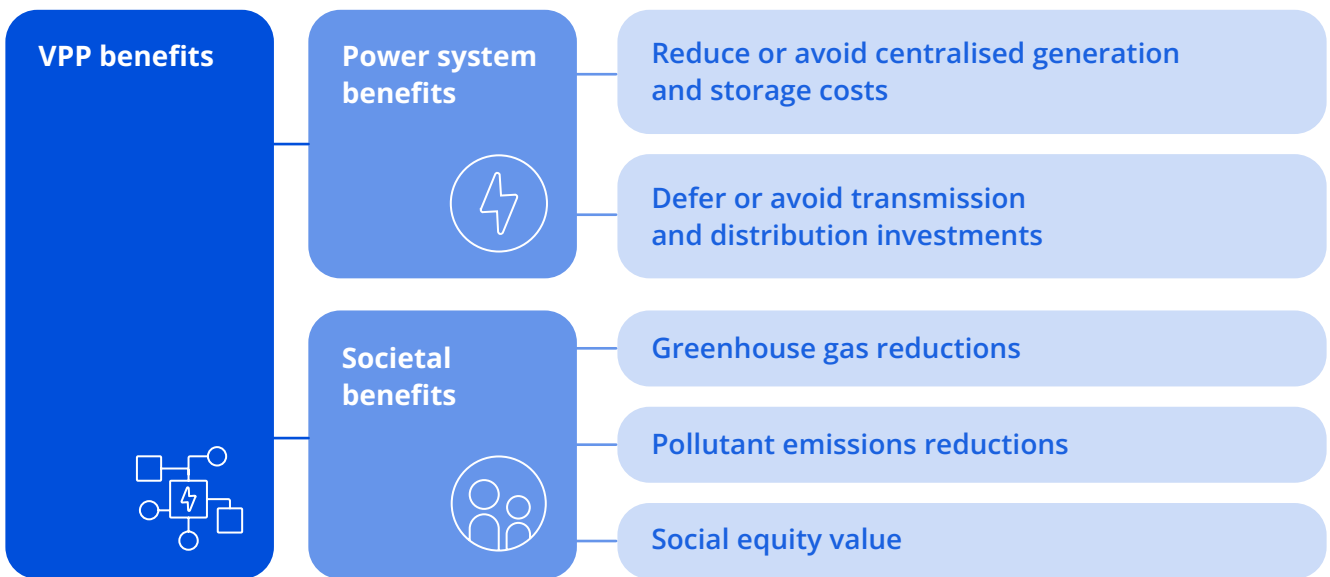 VPP benefits
Power system
benefits
Reduce or avoid centralised generation
and storage costs
Defer or avoid transmission
and distribution investments
Societal
benefits
Greenhouse gas reductions
Pollutant emissions reductions
Social equity value